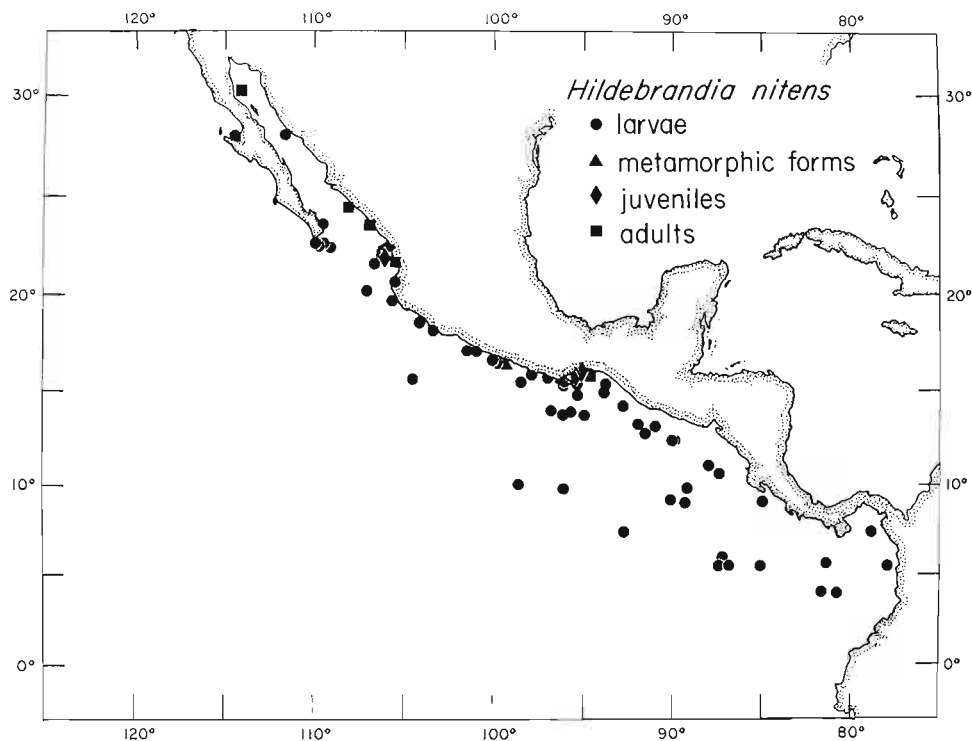 120° 110° 100° 90° 80°
Hildebrandia nitens
larvae
metamorphic forms
juveniles
adults
30° 30°
20° 20°
10° 10°
0° 0°
120° 110° 100° 90° 80°